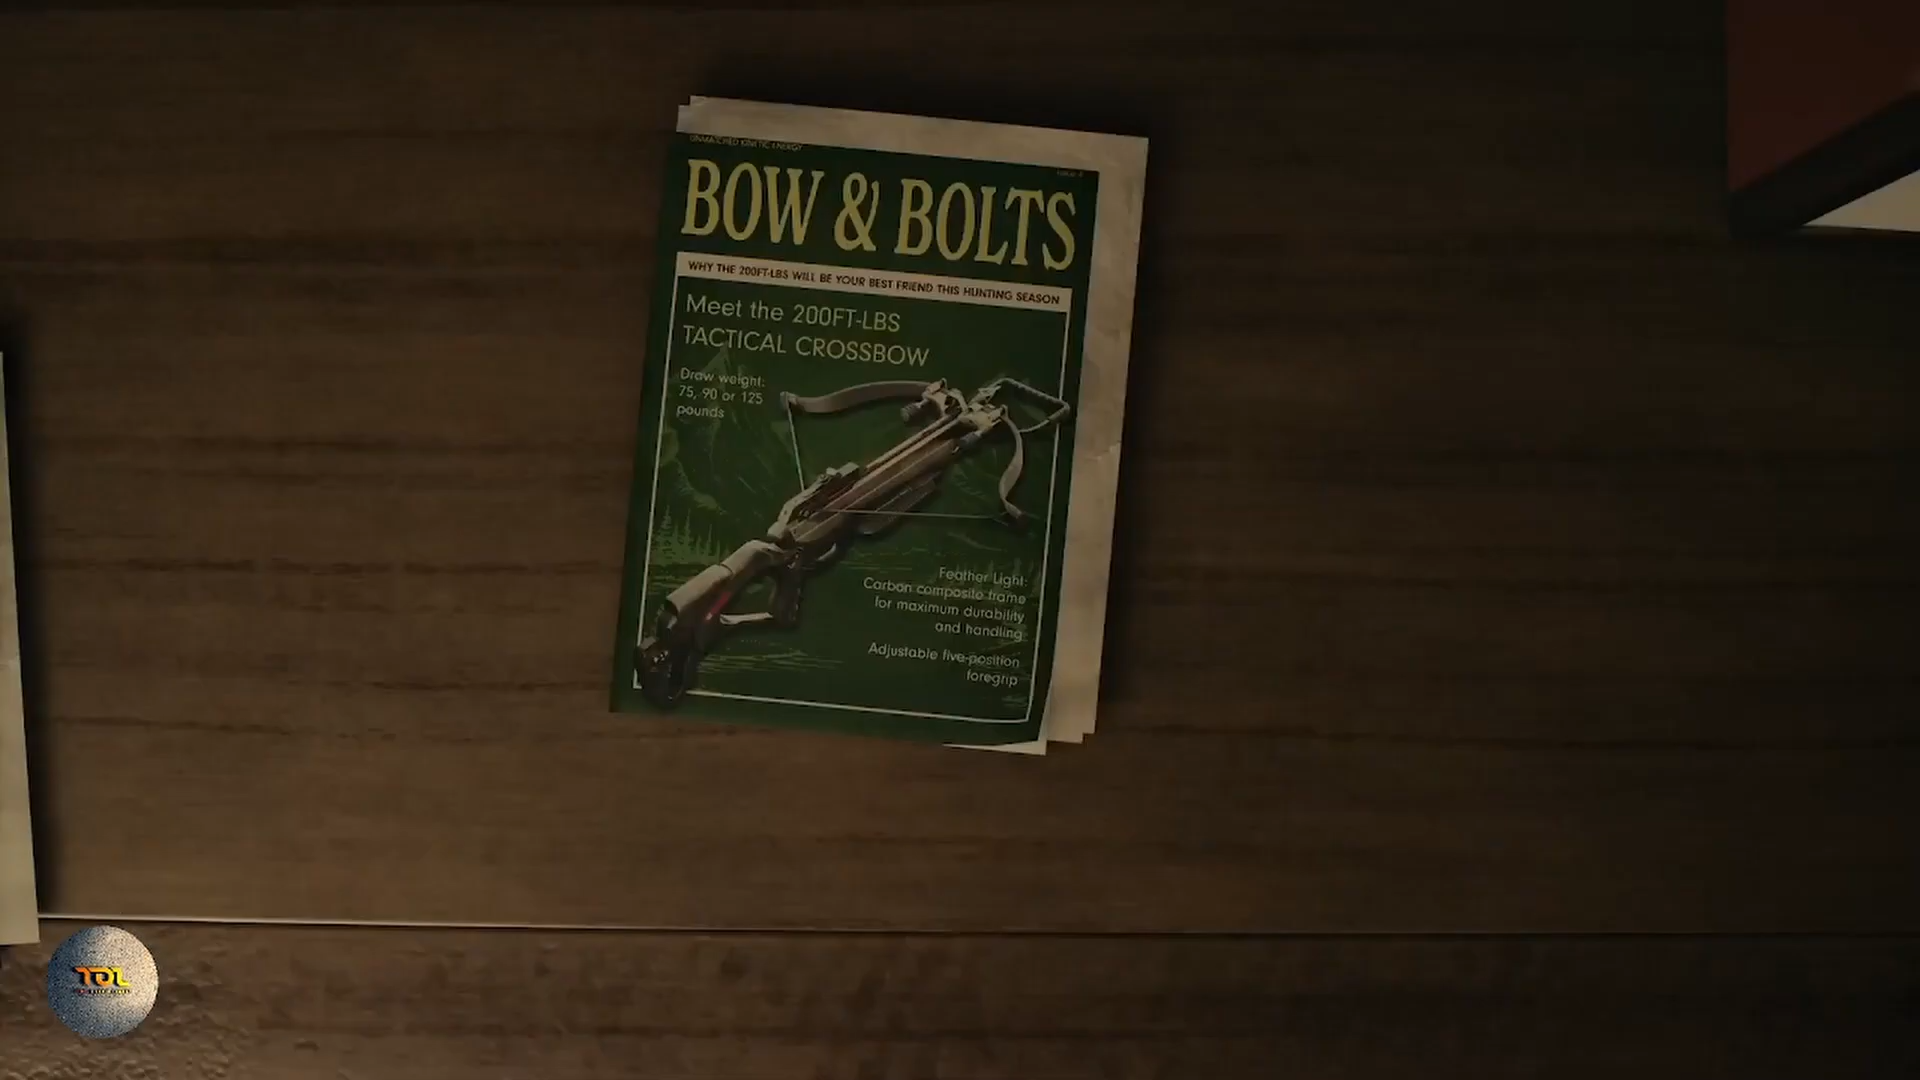 UNMATCHED KINETIC ENERGY
BOW & BOLTS
WHY THE 200FT-LBS WILL BE YOUR BEST FRIEND THIS HUNTING SEASON
Meet the 200FT-LBS
TACTICAL CROSSBOW
Draw weight:
75, 90 or 125
pounds
Feather Light:
Carbon composite frame
for maximum durability
and handling
Adjustable five-position
foregrip
TDL